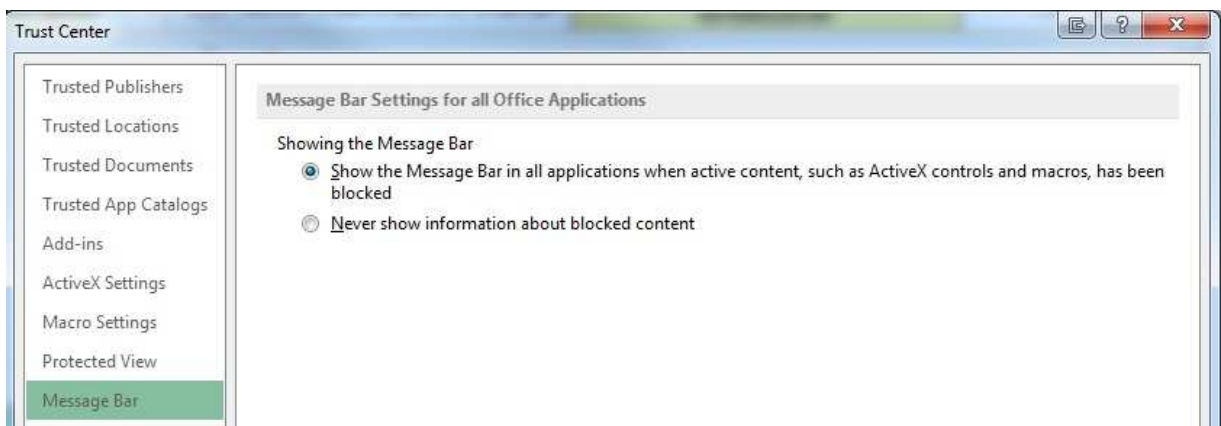 Trust Center
Trusted Publishers
Trusted Locations
Trusted Documents
Trusted App Catalogs
Add-ins
ActiveX Settings
Macro Settings
Protected View
Message Bar
Message Bar Settings for all Office Applications
Showing the Message Bar
Show the Message Bar in all applications when active content, such as ActiveX controls and macros, has been
blocked
Never show information about blocked content